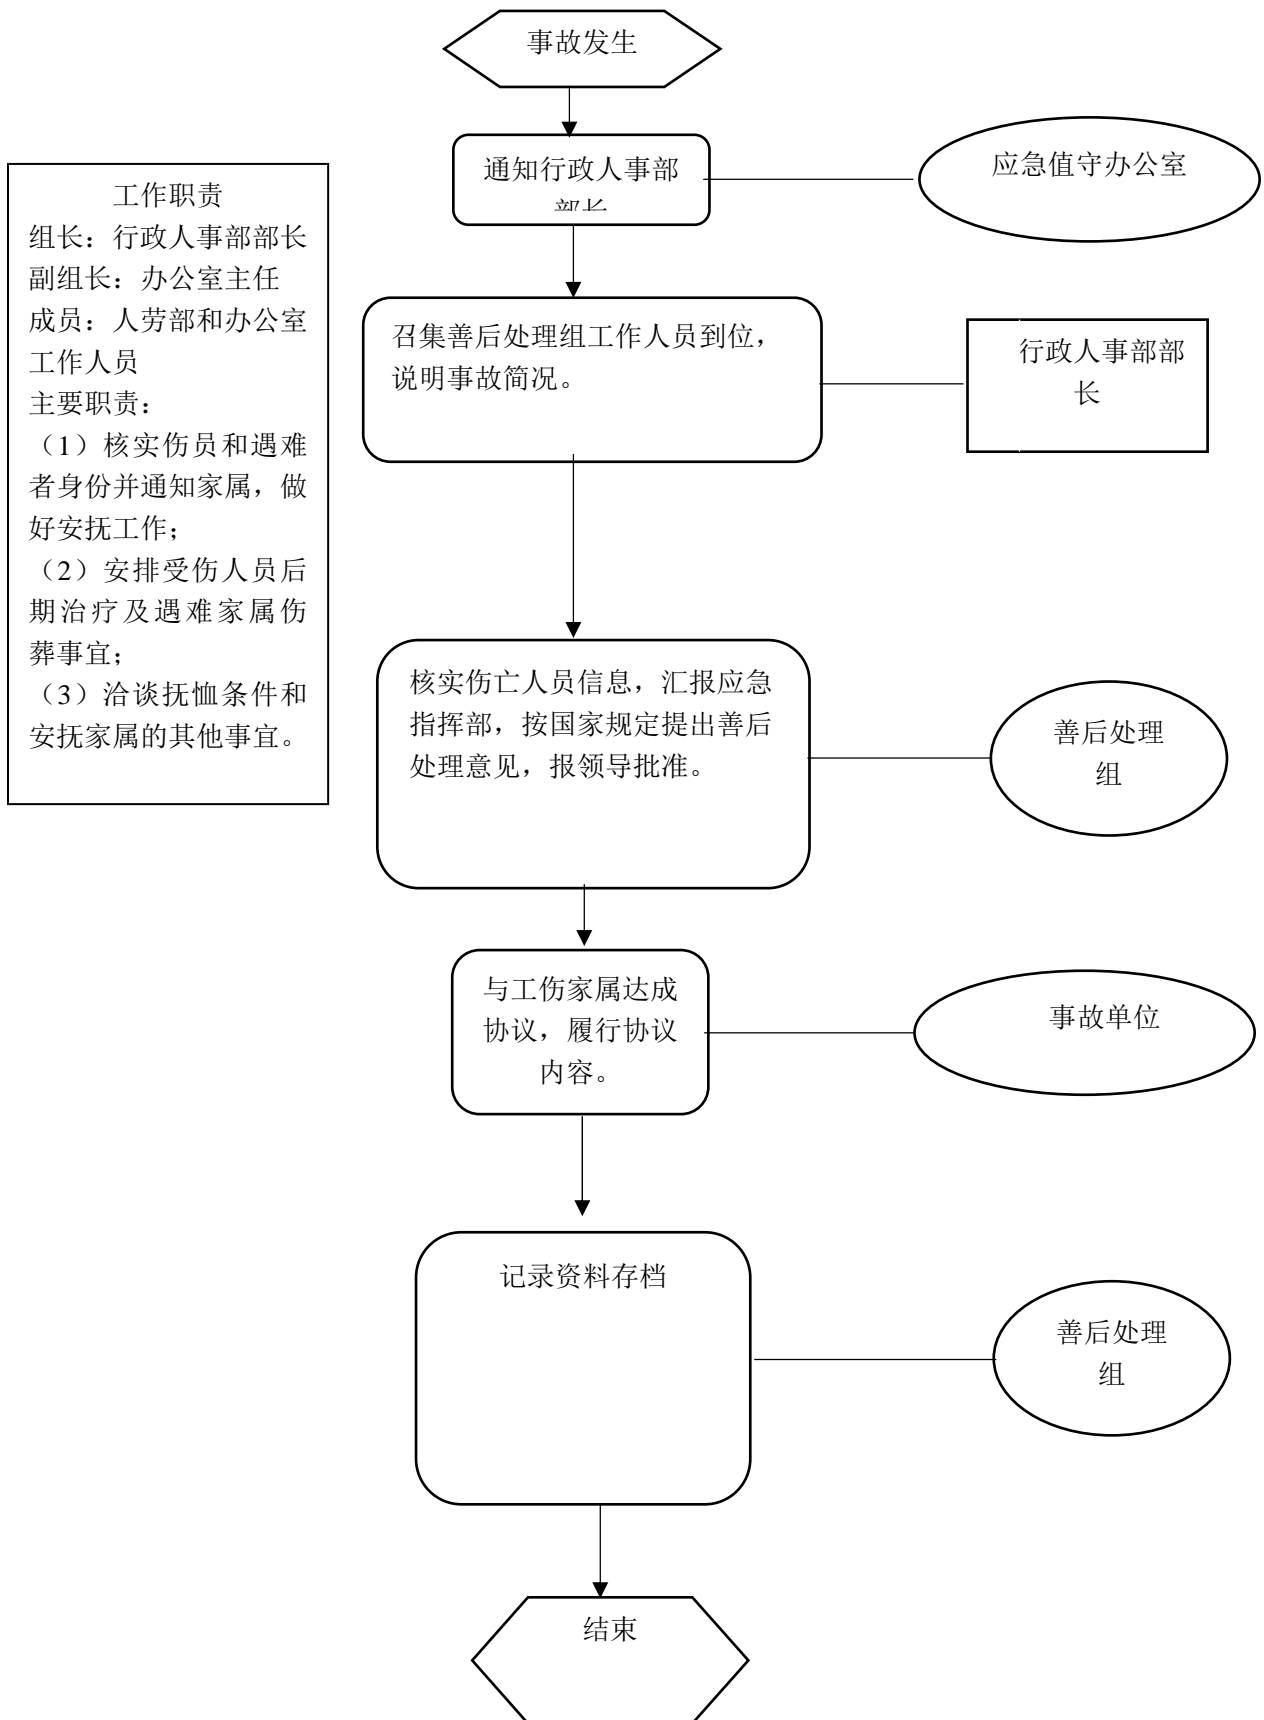 事故发生
通知行政人事部
部长
应急值守办公室
工作职责
组长：行政人事部部长
副组长：办公室主任
成员：人劳部和办公室
工作人员
主要职责：
（1）核实伤员和遇难
者身份并通知家属，做
好安抚工作；
（2）安排受伤人员后
期治疗及遇难家属伤
葬事宜；
（3）洽谈抚恤条件和
安抚家属的其他事宜。
召集善后处理组工作人员到位，
说明事故简况。
行政人事部部
长
核实伤亡人员信息，汇报应急
指挥部，按国家规定提出善后
处理意见，报领导批准。
善后处理
组
与工伤家属达成
协议，履行协议
内容。
事故单位
记录资料存档
善后处理
组
结束